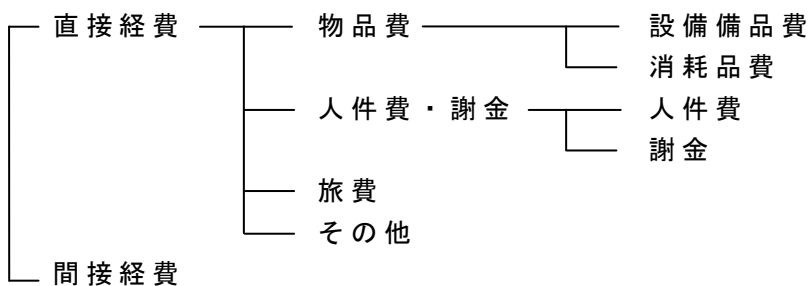 直接経費 物品費 設備備品費
消耗品費
人件費・謝金 人件費
謝金
旅費
その他
間接経費